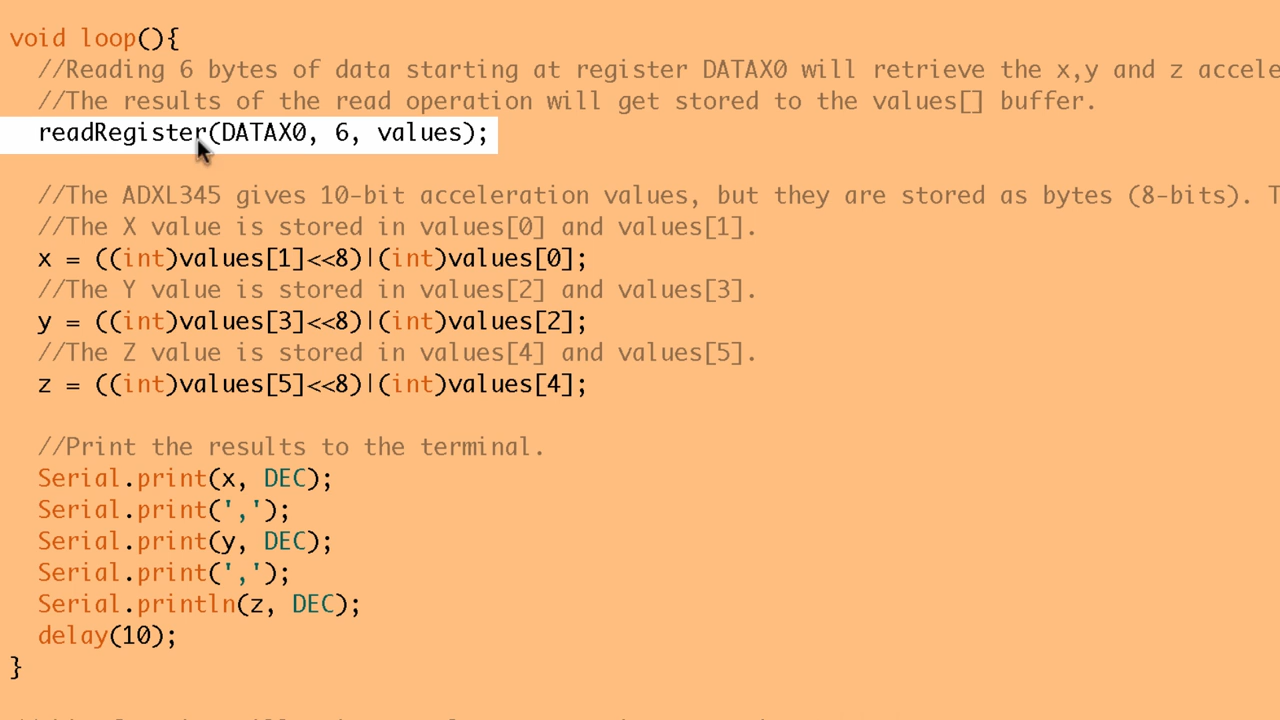 void loop(){
//Reading 6 bytes of data starting at register DATAX0 will retrieve the x,y and z
//The results of the read operation will get stored to the values[] buffer.
readRegister(DATAX0, 6, values);
//The ADXL345 gives 10-bit acceleration values, but they are stored as bytes (8-bits).
//The X value is stored in values[0] and values[1].
x = ((int)values[1]<<8)|(int)values[0];
//The Y value is stored in values[2] and values[3].
y = ((int)values[3]<<8)|(int)values[2];
//The Z value is stored in values[4] and values[5].
z = ((int)values[5]<<8)|(int)values[4];
//Print the results to the terminal.
Serial.print(x, DEC);
Serial.print(',');
Serial.print(y, DEC);
Serial.print(',');
Serial.println(z, DEC);
delay(10);
}